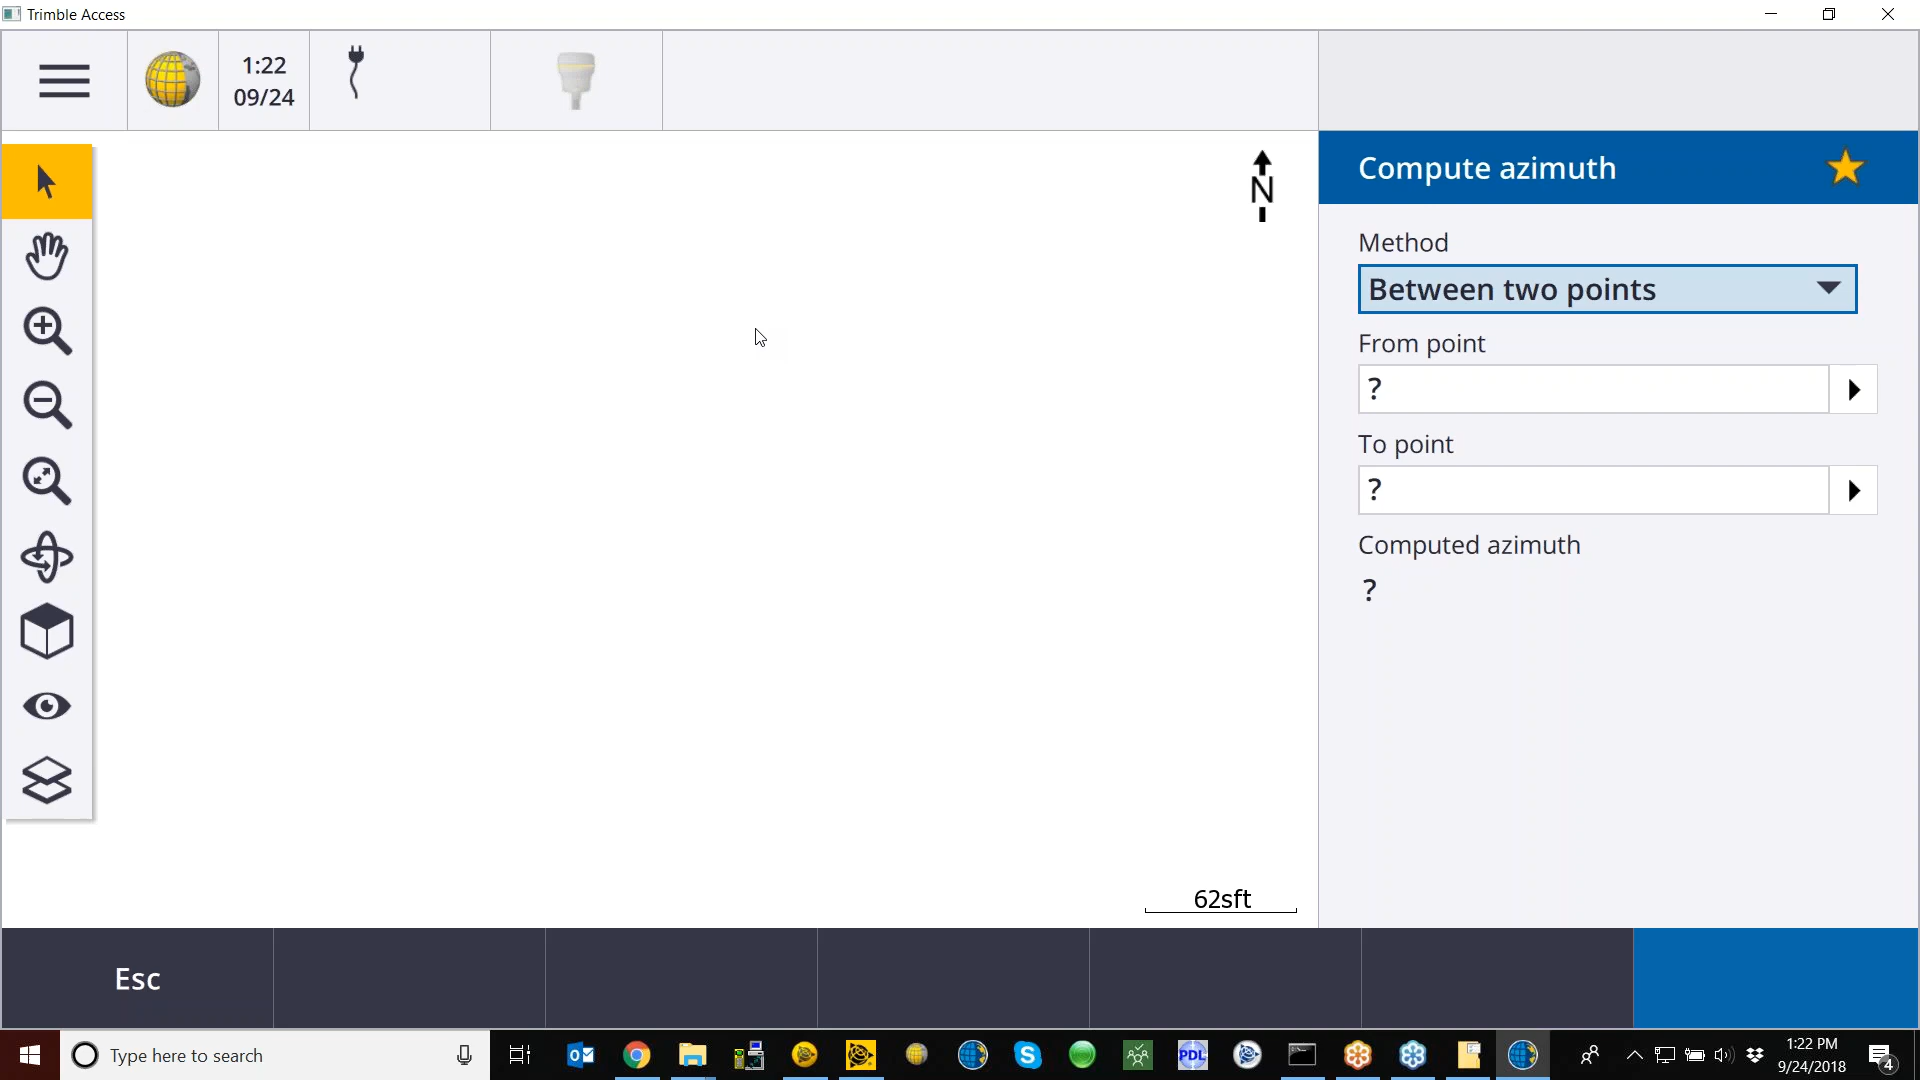 Trimble Access
1:22
09/24
N
Compute azimuth
Method
Between two points
From point
?
To point
?
Computed azimuth
?
62sft
Esc
Type here to search
PDL
1:22 PM
9/24/2018
4